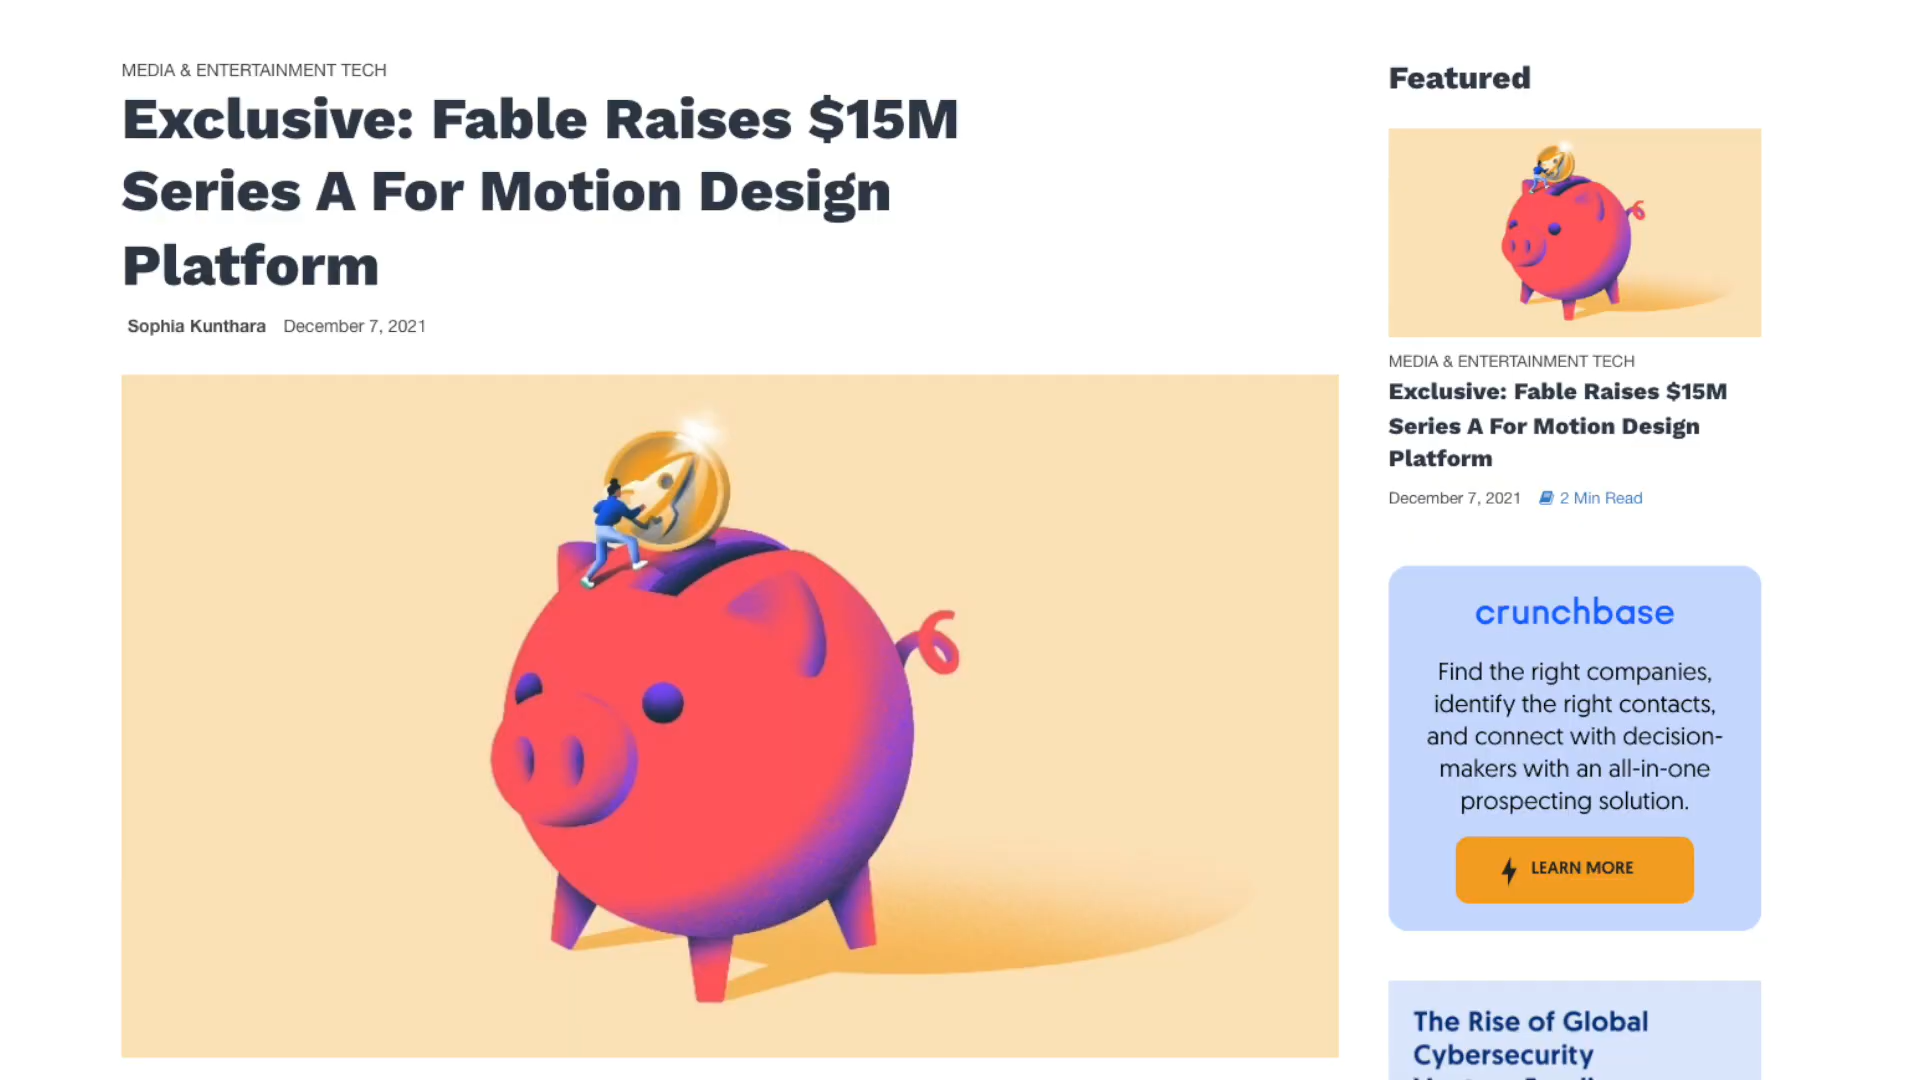 MEDIA & ENTERTAINMENT TECH
Exclusive: Fable Raises $15M
Series A For Motion Design
Platform
Sophia Kunthara December 7, 2021
Featured
MEDIA & ENTERTAINMENT TECH
Exclusive: Fable Raises $15M
Series A For Motion Design
Platform
December 7, 2021 2 Min Read
crunchbase
Find the right companies,
identify the right contacts,
and connect with decision-
makers with an all-in-one
prospecting solution.
LEARN MORE
The Rise of Global
Cybersecurity